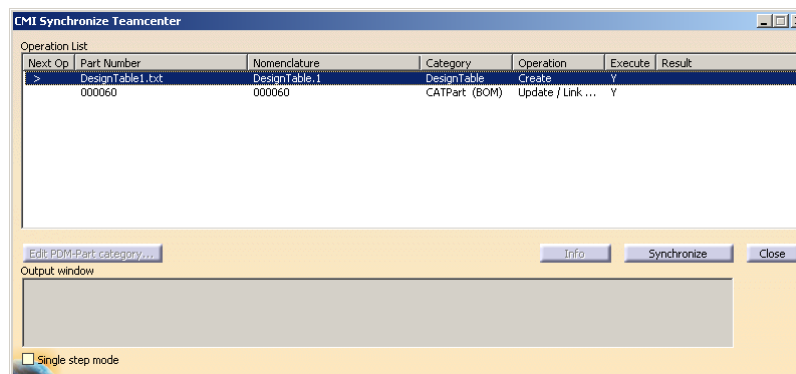 CMI Synchronize Teamcenter
Operation List
Next Op Part Number Nomenclature Category Operation Execute Result
> DesignTable1.txt DesignTable.1 DesignTable Create Y
000060 000060 CATPart (BOM) Update / Link ... Y
Edit PDM-Part category... Info Synchronize Close
Output window
Single step mode